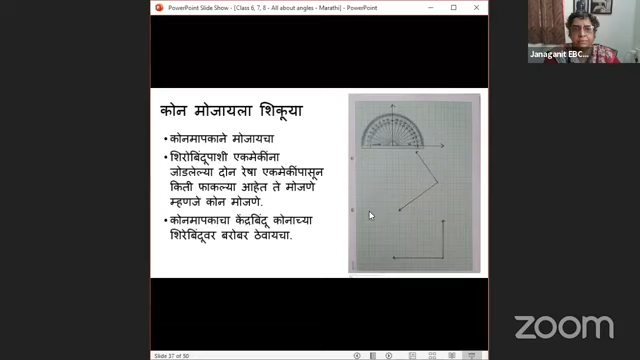 PowerPoint Slide Show - [Class 6, 7, 8 - All about angles - Marathi] - PowerPoint
Janaganit EBC...
कोन मोजायला शिकूया
• कोनमापकाने मोजायचा
• शिरोबिंदूपाशी एकमेकींना
जोडलेल्या दोन रेषा एकमेकींपासून
किती फाकल्या आहेत ते मोजणे
म्हणजे कोन मोजणे.
• कोनमापकाचा केंद्रबिंदू कोनाच्या
शिरेबिंदूवर बरोबर ठेवायचा.
Slide 37 of 50
zoom